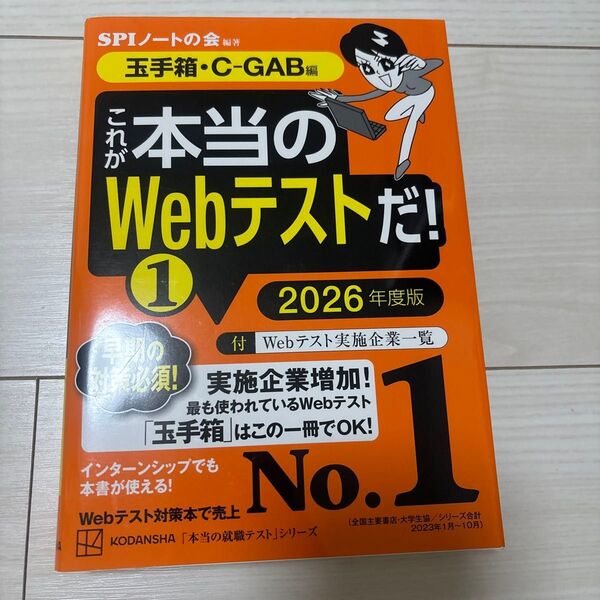 SPIノートの会 編著
玉手箱・C-GAB編
これが
本当の
Webテストだ!
1
2026年度版
付 Webテスト実施企業一覧
早期の
対策必須!
実施企業増加!
最も使われているWebテスト
「玉手箱」はこの一冊でOK!
インターンシップでも
本書が使える!
Webテスト対策本で売上
No.1
(全国主要書店・大学生協/シリーズ合計
2023年1月〜10月)
KODANSHA 「本当の就職テスト」シリーズ